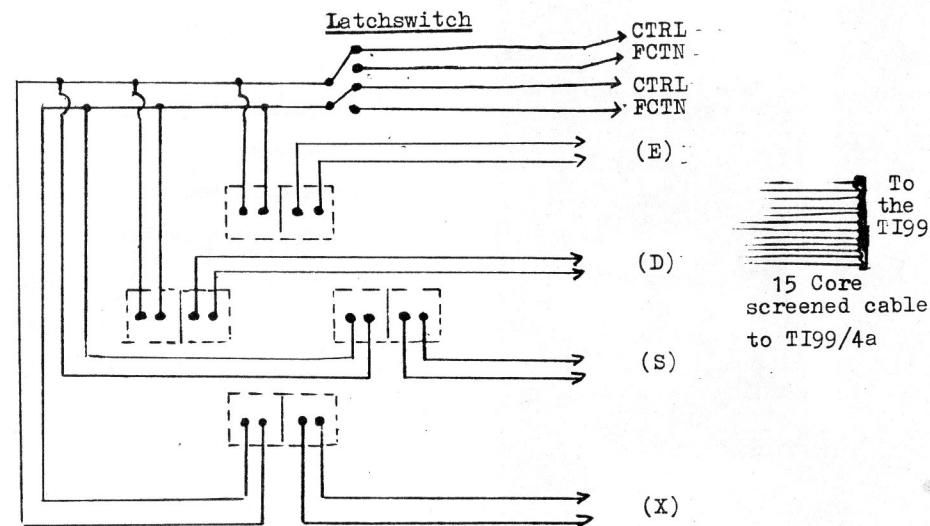 Latchswitch
CTRL
FCTN
CTRL
FCTN
(E)
(D)
(S)
(X)
To
the
TI99
15 Core
screened cable
to TI99/4a